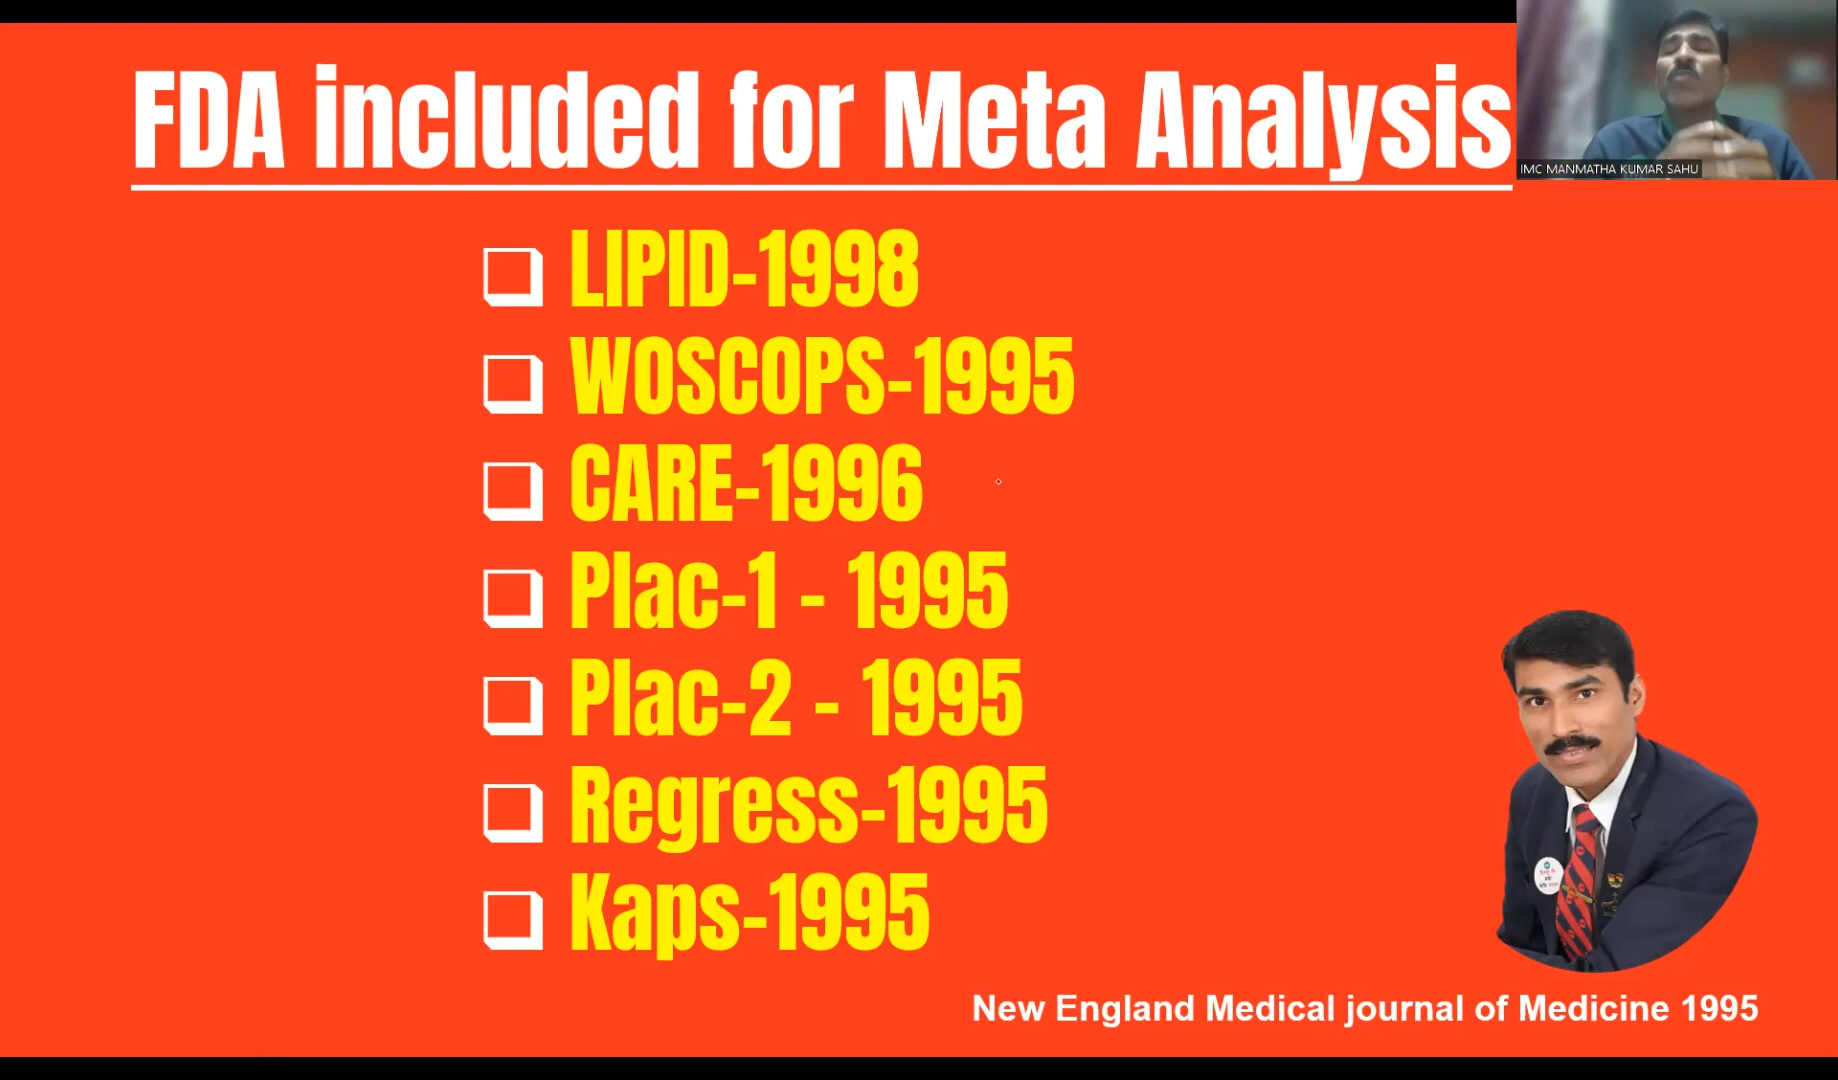 FDA included for Meta Analysis
IMC MANMATHA KUMAR SAHU
LIPID-1998
WOSCOPS-1995
CARE-1996
Plac-1 - 1995
Plac-2 - 1995
Regress-1995
Kaps-1995
New England Medical journal of Medicine 1995